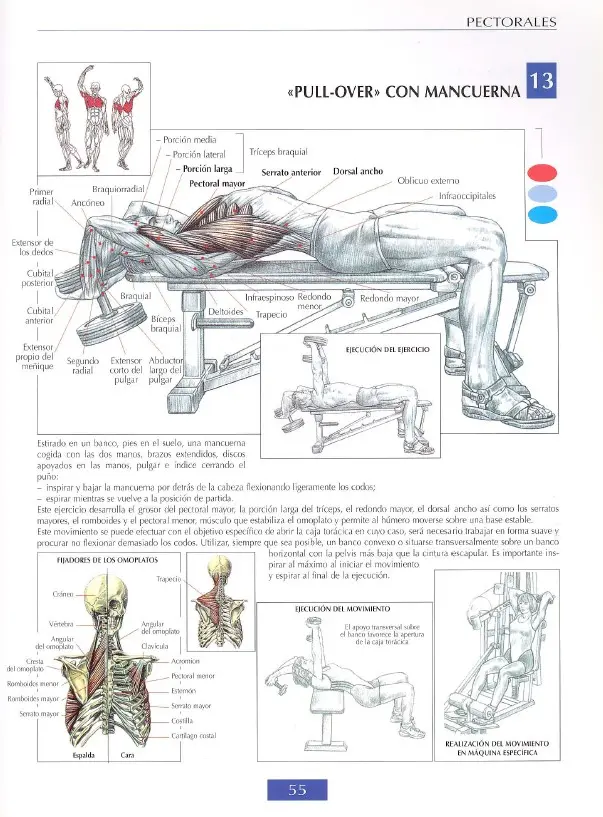 PECTORALES
«PULL-OVER» CON MANCUERNA
13
– Porción media
– Porción lateral
– Porción larga
Tríceps braquial
Pectoral mayor
Serrato anterior
Dorsal ancho
Oblicuo externo
Infraoccipitales
Primer
radial
Braquiorradial
Ancóneo
Extensor de
los dedos
Cubital
posterior
Cubital
anterior
Extensor
propio del
meñique
Segundo
radial
Extensor
corto del
pulgar
Abductor
largo del
pulgar
Braquial
Bíceps
braquial
Deltoides
Infraespinoso
Trapecio
Redondo
menor
Redondo mayor
EJECUCIÓN DEL EJERCICIO
Estirado en un banco, pies en el suelo, una mancuerna
cogida con las dos manos, brazos extendidos, discos
apoyados en las manos, pulgar e índice cerrando el
puño:
– inspirar y bajar la mancuerna por detrás de la cabeza flexionando ligeramente los codos;
– espirar mientras se vuelve a la posición de partida.
Este ejercicio desarrolla el grosor del pectoral mayor, la porción larga del tríceps, el redondo mayor, el dorsal ancho así como los serratos
mayores, el romboides y el pectoral menor, músculo que estabiliza el omoplato y permite al húmero moverse sobre una base estable.
Este movimiento se puede efectuar con el objetivo específico de abrir la caja torácica en cuyo caso, será necesario trabajar en forma suave y
procurar no flexionar demasiado los codos. Utilizar, siempre que sea posible, un banco convexo o situarse transversalmente sobre un banco
horizontal con la pelvis más baja que la cintura escapular. Es importante ins-
pirar al máximo al iniciar el movimiento
y espirar al final de la ejecución.
FIJADORES DE LOS OMOPLATOS
Trapecio
Cráneo
Vértebra
Angular
del omoplato
Cresta
del omoplato
Romboides menor
Romboides mayor
Serrato mayor
Angular
del omoplato
Clavícula
Acromion
Pectoral menor
Esternón
Serrato mayor
Costilla
Cartílago costal
Espalda
Cara
EJECUCIÓN DEL MOVIMIENTO
El apoyo transversal sobre
el banco favorece la apertura
de la caja torácica
REALIZACIÓN DEL MOVIMIENTO
EN MÁQUINA ESPECÍFICA
55